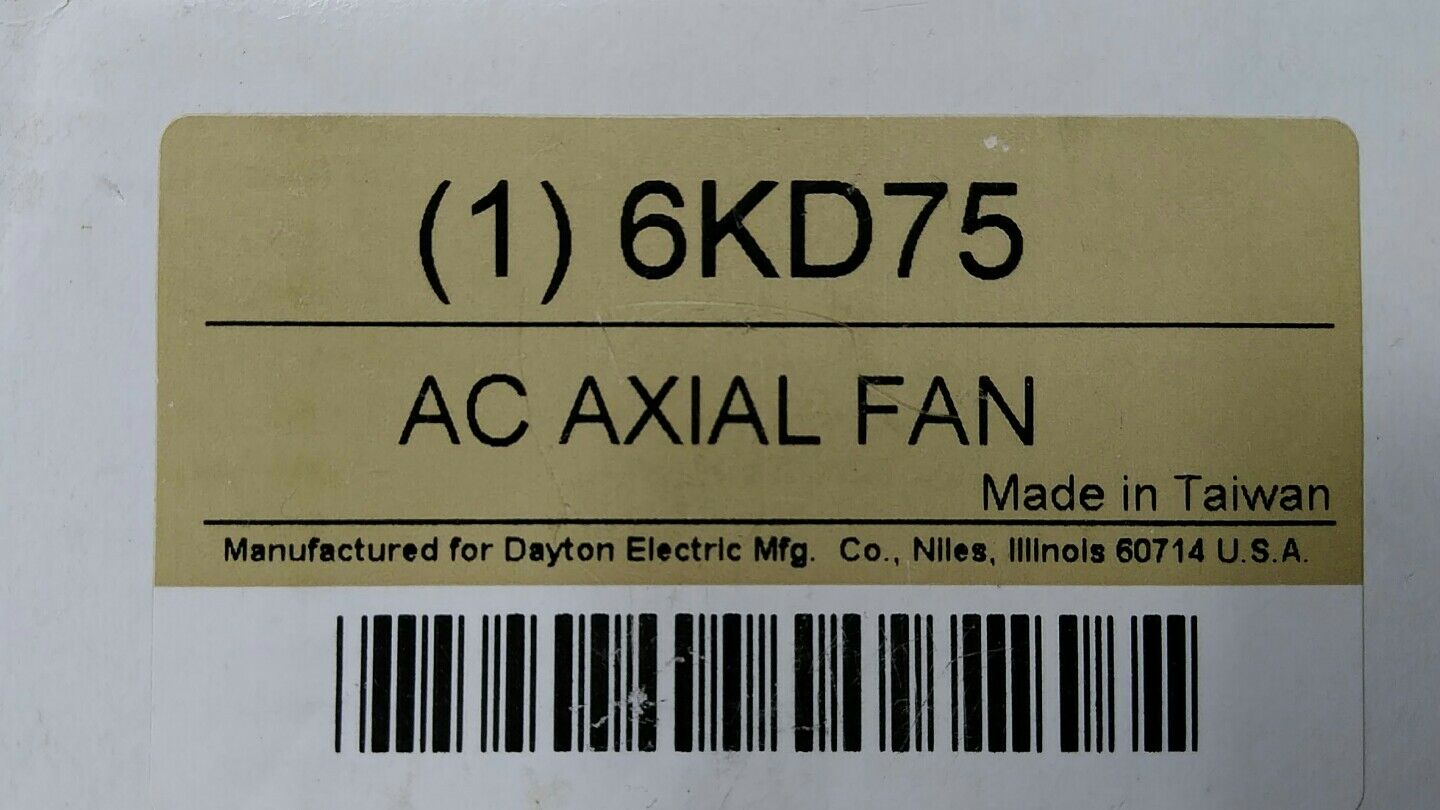 (1) 6KD75
AC AXIAL FAN
Made in Taiwan
Manufactured for Dayton Electric Mfg. Co., Niles, Illinois 60714 U.S.A.